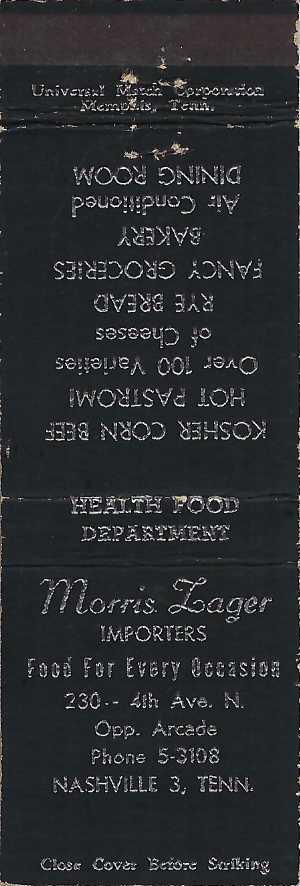 Universal Match Corporation
Memphis, Tenn.
KOSHER CORN BEEF
HOT PASTROMI
Over 100 Varieties
of Cheeses
RYE BREAD
FANCY GROCERIES
BAKERY
Air Conditioned
DINING ROOM
HEALTH FOOD
DEPARTMENT
Morris Zager
IMPORTERS
Food For Every Occasion
230-- 4th Ave. N.
Opp. Arcade
Phone 5-3108
NASHVILLE 3, TENN.
Close Cover Before Striking